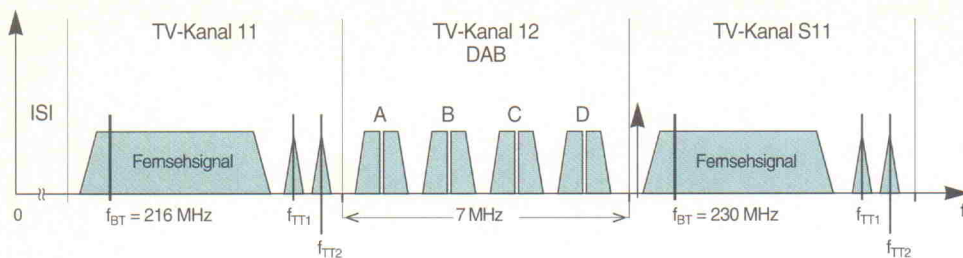 TV-Kanal 11
TV-Kanal 12
DAB
TV-Kanal S11
|S|
A
B
C
D
Fernsehsignal
Fernsehsignal
0
f_BT = 216 MHz
f_TT1
f_TT2
7 MHz
f_BT = 230 MHz
f_TT1
f_TT2
f